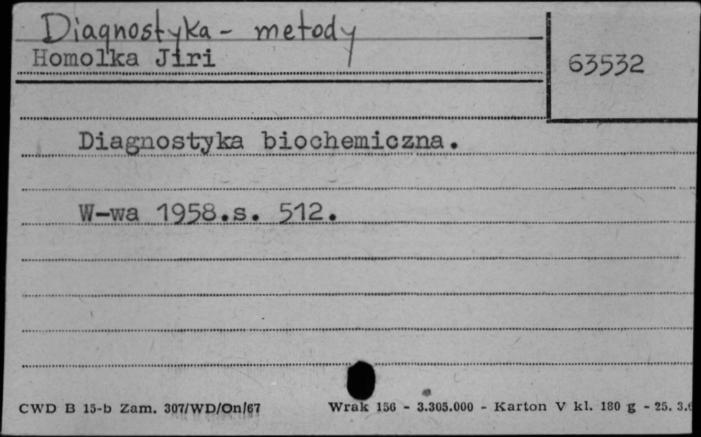 Diagnostyka - metody
Homolka Jiri
63532
Diagnostyka biochemiczna.
W-wa 1958.s. 512.
CWD B 15-b Zam. 307/WD/On/67 Wrak 156 - 3.305.000 - Karton V kl. 180 g - 25. 3.